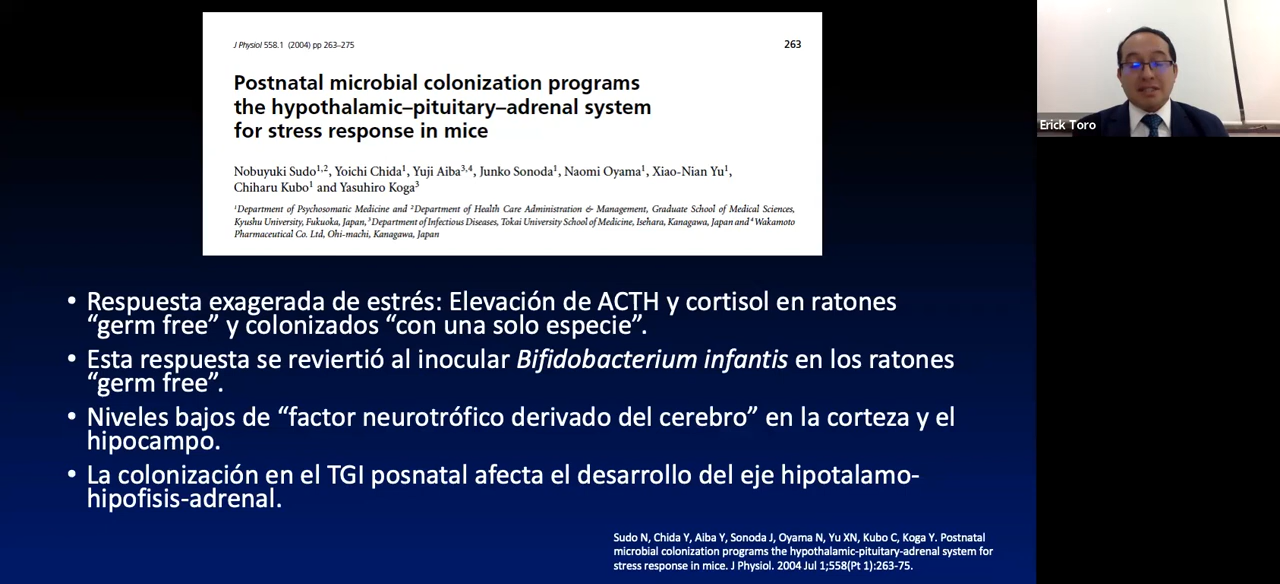 J Physiol 558.1 (2004) pp 263–275
263
Postnatal microbial colonization programs
the hypothalamic–pituitary–adrenal system
for stress response in mice
Nobuyuki Sudo1,2, Yoichi Chida1, Yuji Aiba3,4, Junko Sonoda1, Naomi Oyama1, Xiao-Nian Yu1,
Chiharu Kubo1 and Yasuhiro Koga3
1Department of Psychosomatic Medicine and 2Department of Health Care Administration & Management, Graduate School of Medical Sciences,
Kyushu University, Fukuoka, Japan, 3Department of Infectious Diseases, Tokai University School of Medicine, Isehara, Kanagawa, Japan and 4Wakamoto
Pharmaceutical Co. Ltd, Ohi-machi, Kanagawa, Japan
Erick Toro
• Respuesta exagerada de estrés: Elevación de ACTH y cortisol en ratones
“germ free” y colonizados “con una solo especie”.
• Esta respuesta se reviertió al inocular Bifidobacterium infantis en los ratones
“germ free”.
• Niveles bajos de “factor neurotrófico derivado del cerebro” en la corteza y el
hipocampo.
• La colonización en el TGI posnatal afecta el desarrollo del eje hipotalamo-
hipofisis-adrenal.
Sudo N, Chida Y, Aiba Y, Sonoda J, Oyama N, Yu XN, Kubo C, Koga Y. Postnatal
microbial colonization programs the hypothalamic-pituitary-adrenal system for
stress response in mice. J Physiol. 2004 Jul 1;558(Pt 1):263-75.